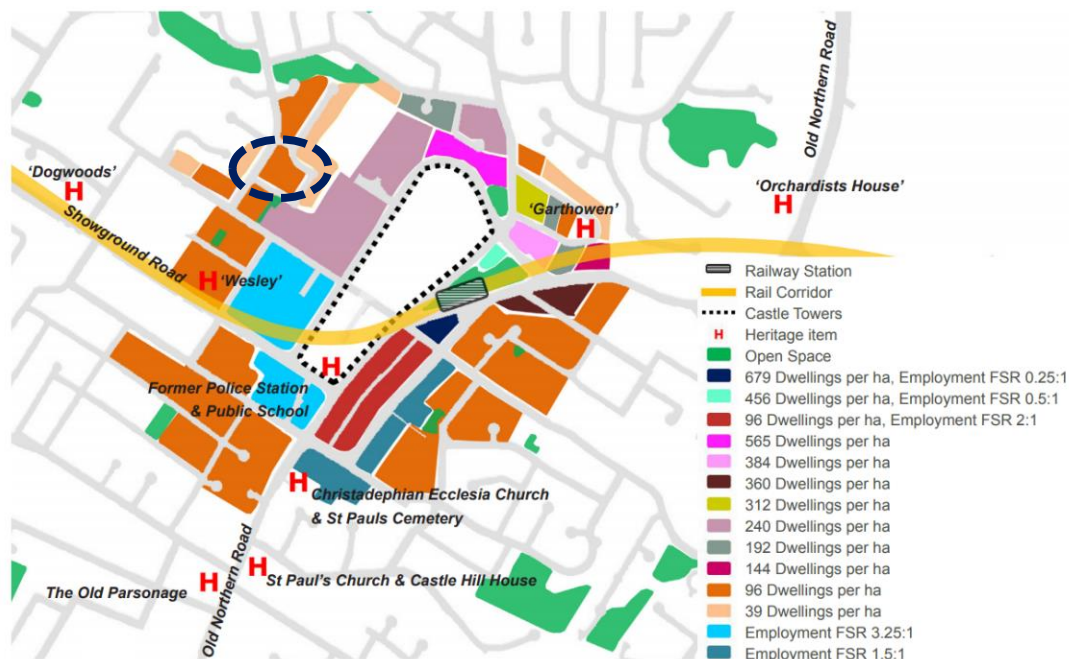 Old Northern Road
'Dogwoods'
H
'Orchardists House'
H
'Garthowen'
H
Showground Road
H 'Wesley'
H
Former Police Station
& Public School
H
Christadephian Ecclesia Church
& St Pauls Cemetery
H
St Paul's Church & Castle Hill House
The Old Parsonage
H
Old Northern Road
Railway Station
Rail Corridor
Castle Towers
H Heritage item
Open Space
679 Dwellings per ha, Employment FSR 0.25:1
456 Dwellings per ha, Employment FSR 0.5:1
96 Dwellings per ha, Employment FSR 2:1
565 Dwellings per ha
384 Dwellings per ha
360 Dwellings per ha
312 Dwellings per ha
240 Dwellings per ha
192 Dwellings per ha
144 Dwellings per ha
96 Dwellings per ha
39 Dwellings per ha
Employment FSR 3.25:1
Employment FSR 1.5:1